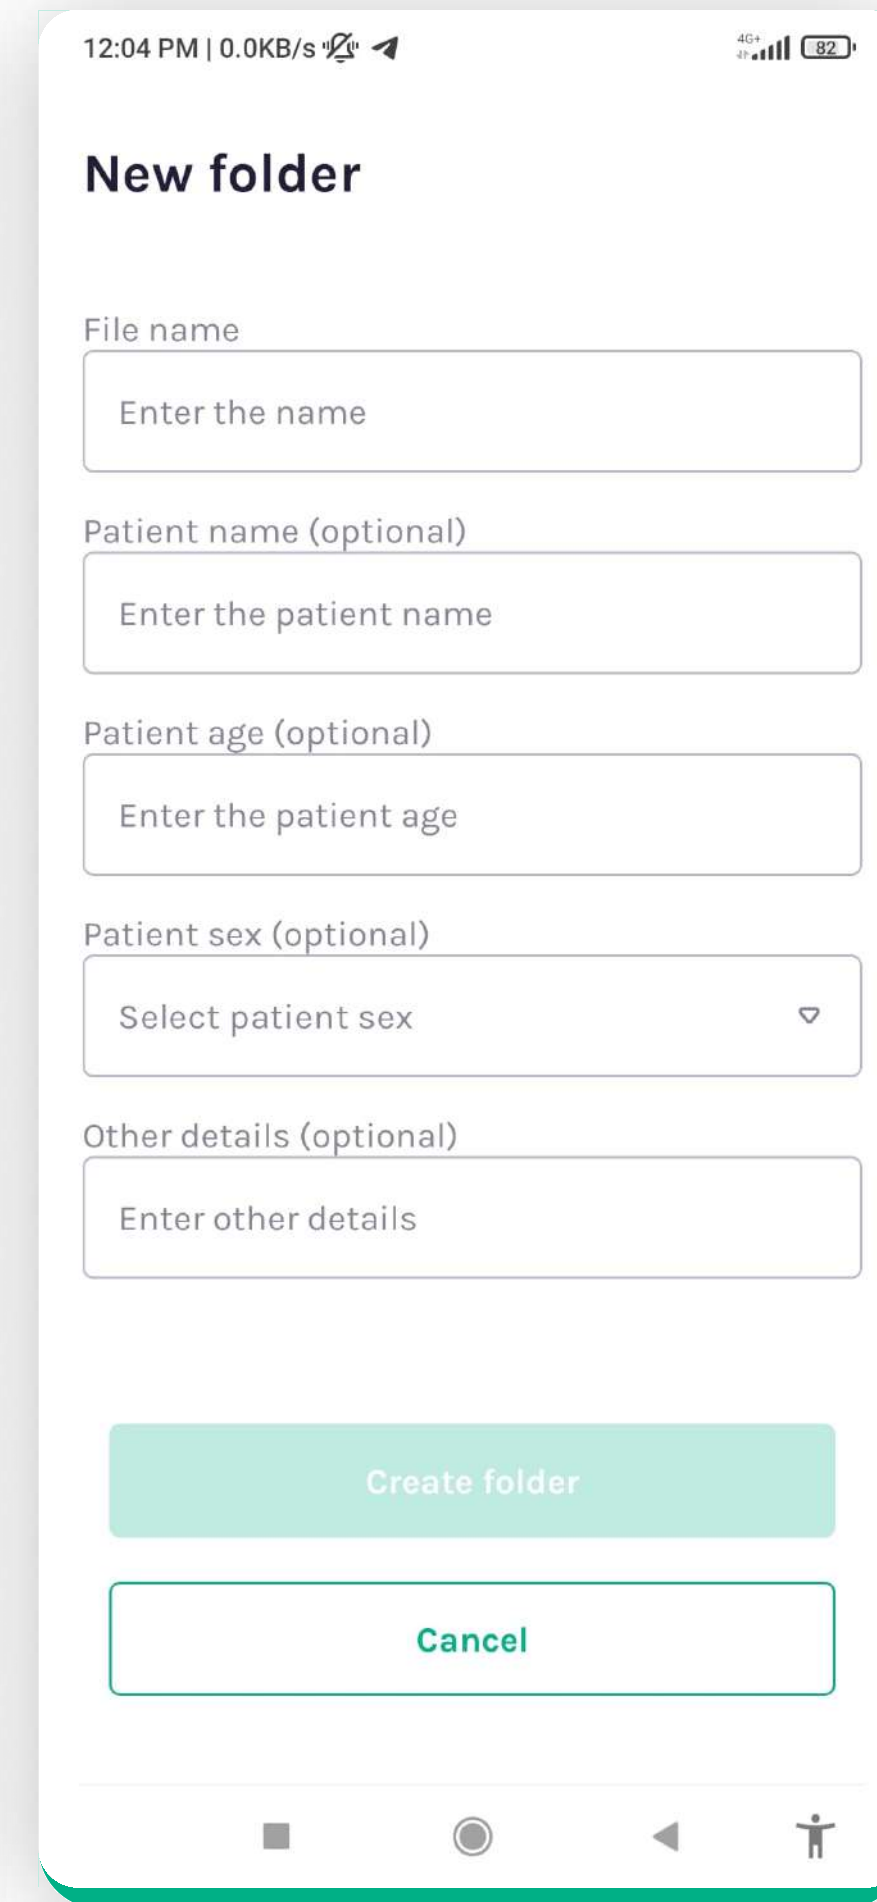 12:04 PM | 0.0KB/s
4G+
82
New folder
File name
Enter the name
Patient name (optional)
Enter the patient name
Patient age (optional)
Enter the patient age
Patient sex (optional)
Select patient sex
Other details (optional)
Enter other details
Create folder
Cancel